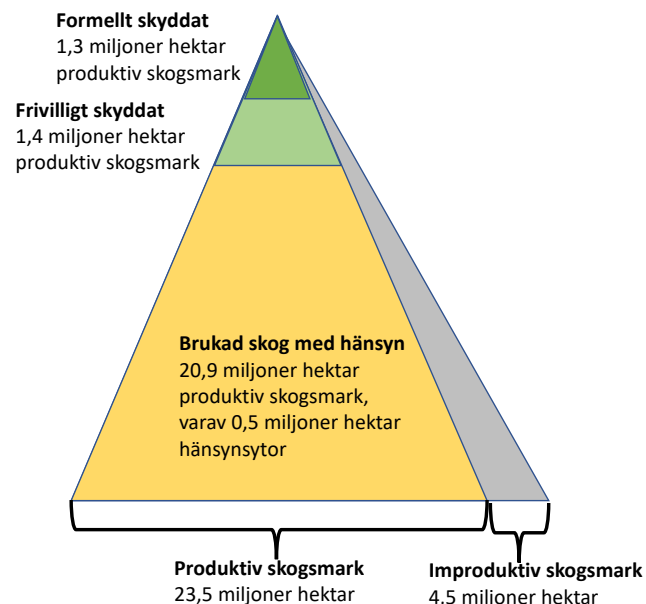 Formellt skyddat
1,3 miljoner hektar
produktiv skogsmark
Frivilligt skyddat
1,4 miljoner hektar
produktiv skogsmark
Brukad skog med hänsyn
20,9 miljoner hektar
produktiv skogsmark,
varav 0,5 miljoner hektar
hänsynsytor
Produktiv skogsmark
23,5 miljoner hektar
Improduktiv skogsmark
4,5 miljoner hektar